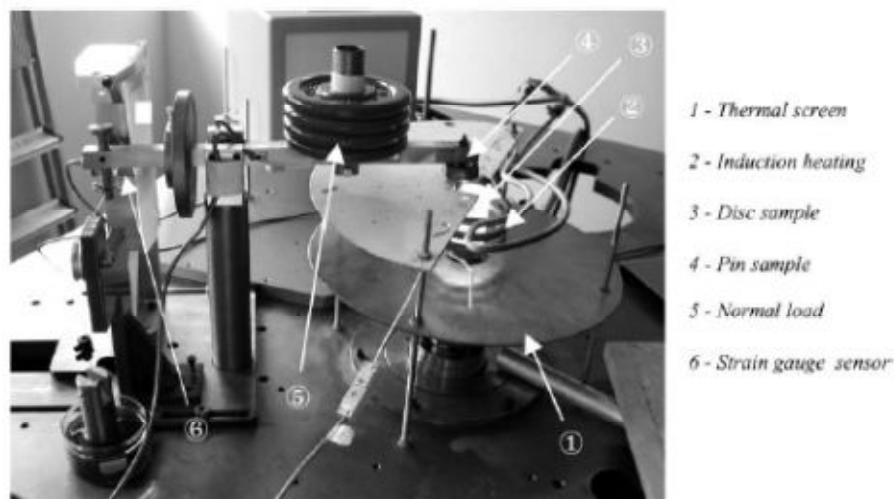 ④ ③
②
⑤
⑥
①
1 - Thermal screen
2 - Induction heating
3 - Disc sample
4 - Pin sample
5 - Normal load
6 - Strain gauge sensor